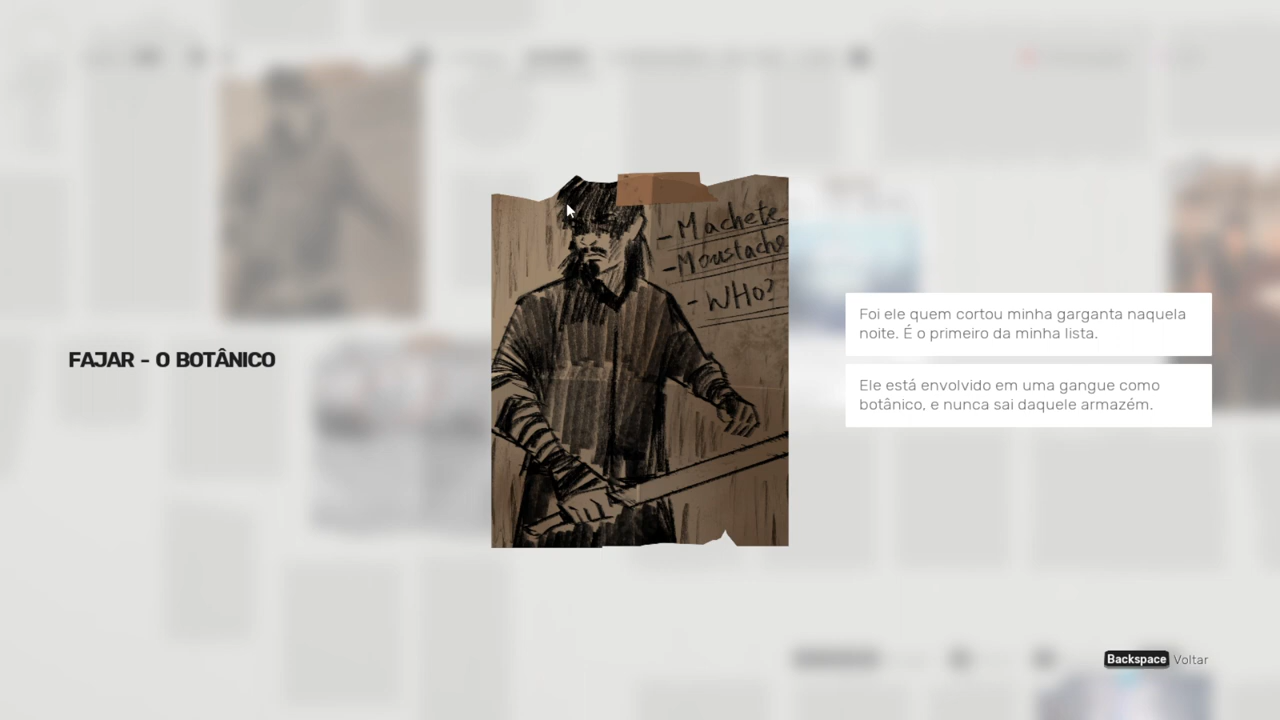 FAJAR - O BOTÂNICO
- Machete
- Moustache
- WHO?
Foi ele quem cortou minha garganta naquela
noite. É o primeiro da minha lista.
Ele está envolvido em uma gangue como
botânico, e nunca sai daquele armazém.
Backspace Voltar